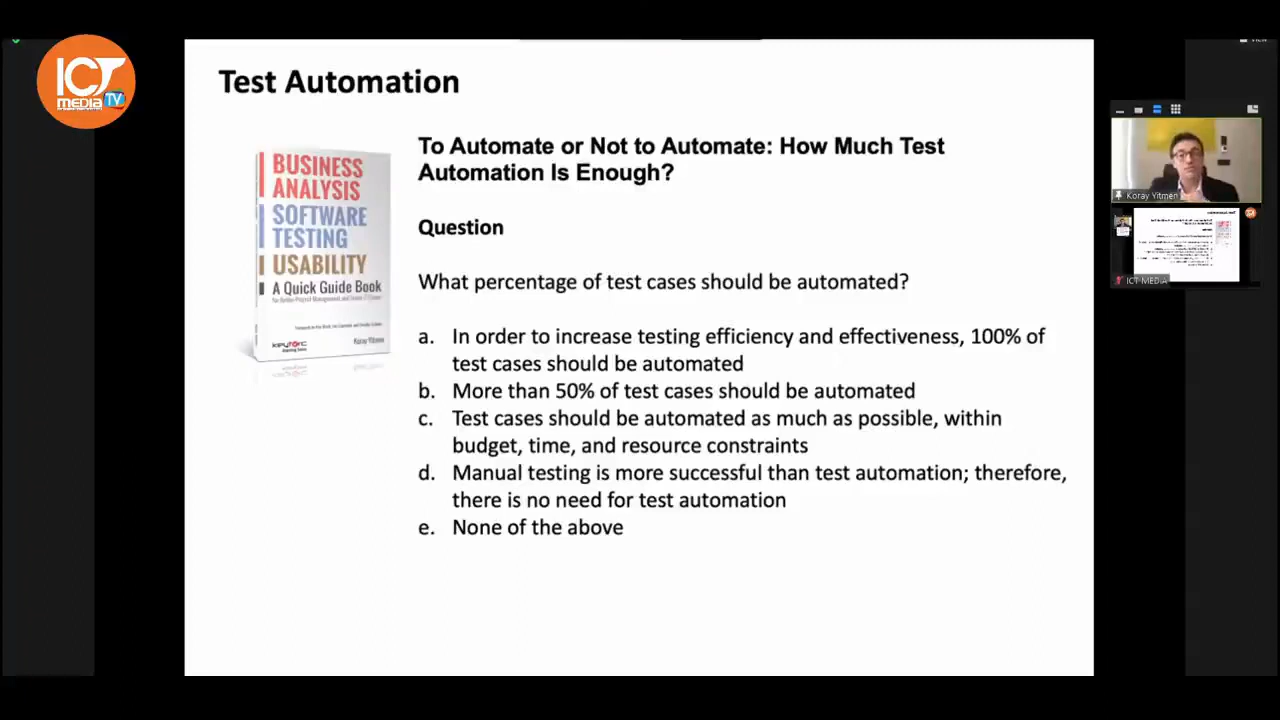 ICT
MEDIA TV
VIEW
Test Automation
BUSINESS
ANALYSIS
SOFTWARE
TESTING
USABILITY
A Quick Guide Book
keytorc
Koray Yitmen
To Automate or Not to Automate: How Much Test
Automation Is Enough?
Question
What percentage of test cases should be automated?
a. In order to increase testing efficiency and effectiveness, 100% of
test cases should be automated
b. More than 50% of test cases should be automated
c. Test cases should be automated as much as possible, within
budget, time, and resource constraints
d. Manual testing is more successful than test automation; therefore,
there is no need for test automation
e. None of the above
Koray Yitmen
ICT-MEDIA